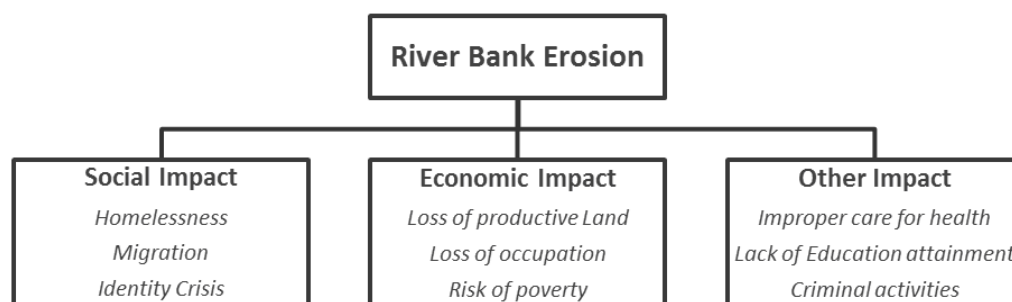 River Bank Erosion
Social Impact
Homelessness
Migration
Identity Crisis
Economic Impact
Loss of productive Land
Loss of occupation
Risk of poverty
Other Impact
Improper care for health
Lack of Education attainment
Criminal activities